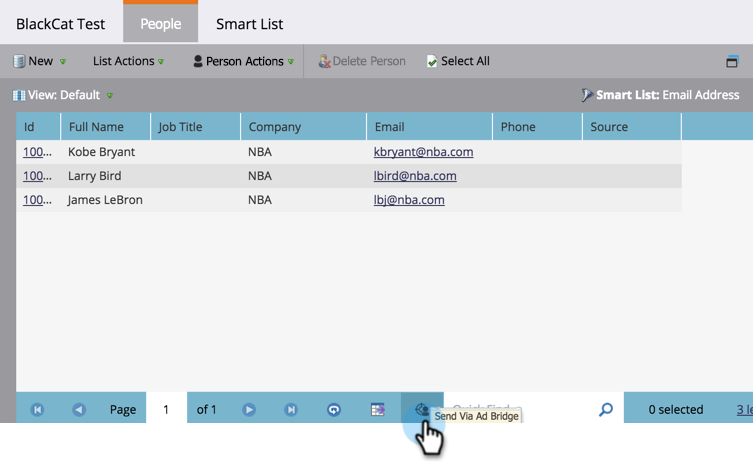 BlackCat Test People Smart List
New List Actions Person Actions Delete Person Select All
View: Default Smart List: Email Address
Id Full Name Job Title Company Email Phone Source
100... Kobe Bryant NBA kbryant@nba.com
100... Larry Bird NBA lbird@nba.com
100... James LeBron NBA lbj@nba.com
Page 1 of 1 0 selected
Send Via Ad Bridge